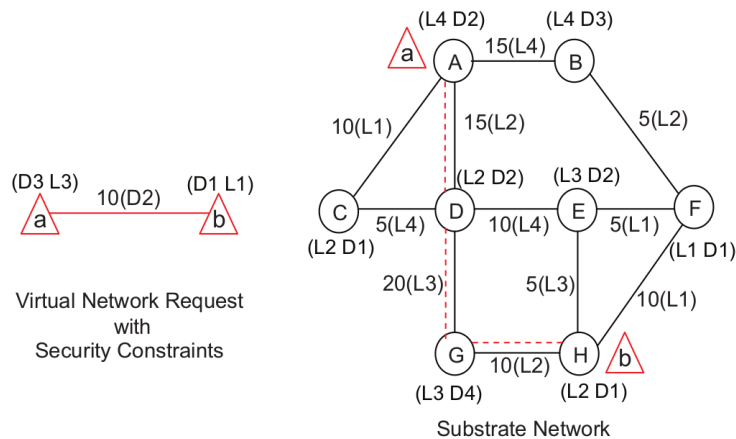 (L4 D2)
(L4 D3)
a
A
15(L4)
B
10(L1)
15(L2)
5(L2)
(D3 L3)
10(D2)
(D1 L1)
a
b
(L2 D2)
(L3 D2)
C
5(L4)
D
10(L4)
E
5(L1)
F
(L2 D1)
(L1 D1)
20(L3)
5(L3)
10(L1)
Virtual Network Request
with
Security Constraints
G
10(L2)
H
b
(L3 D4)
(L2 D1)
Substrate Network